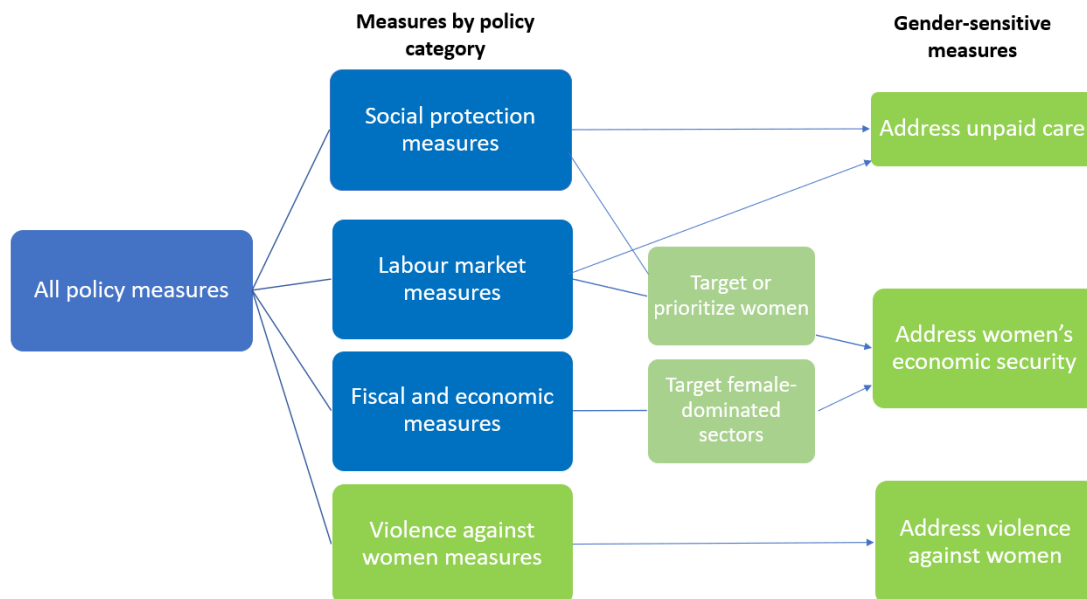 Measures by policy
category
Gender-sensitive
measures
Social protection
measures
Address unpaid care
All policy measures
Labour market
measures
Target or
prioritize women
Address women’s
economic security
Fiscal and economic
measures
Target female-
dominated
sectors
Violence against
women measures
Address violence
against women